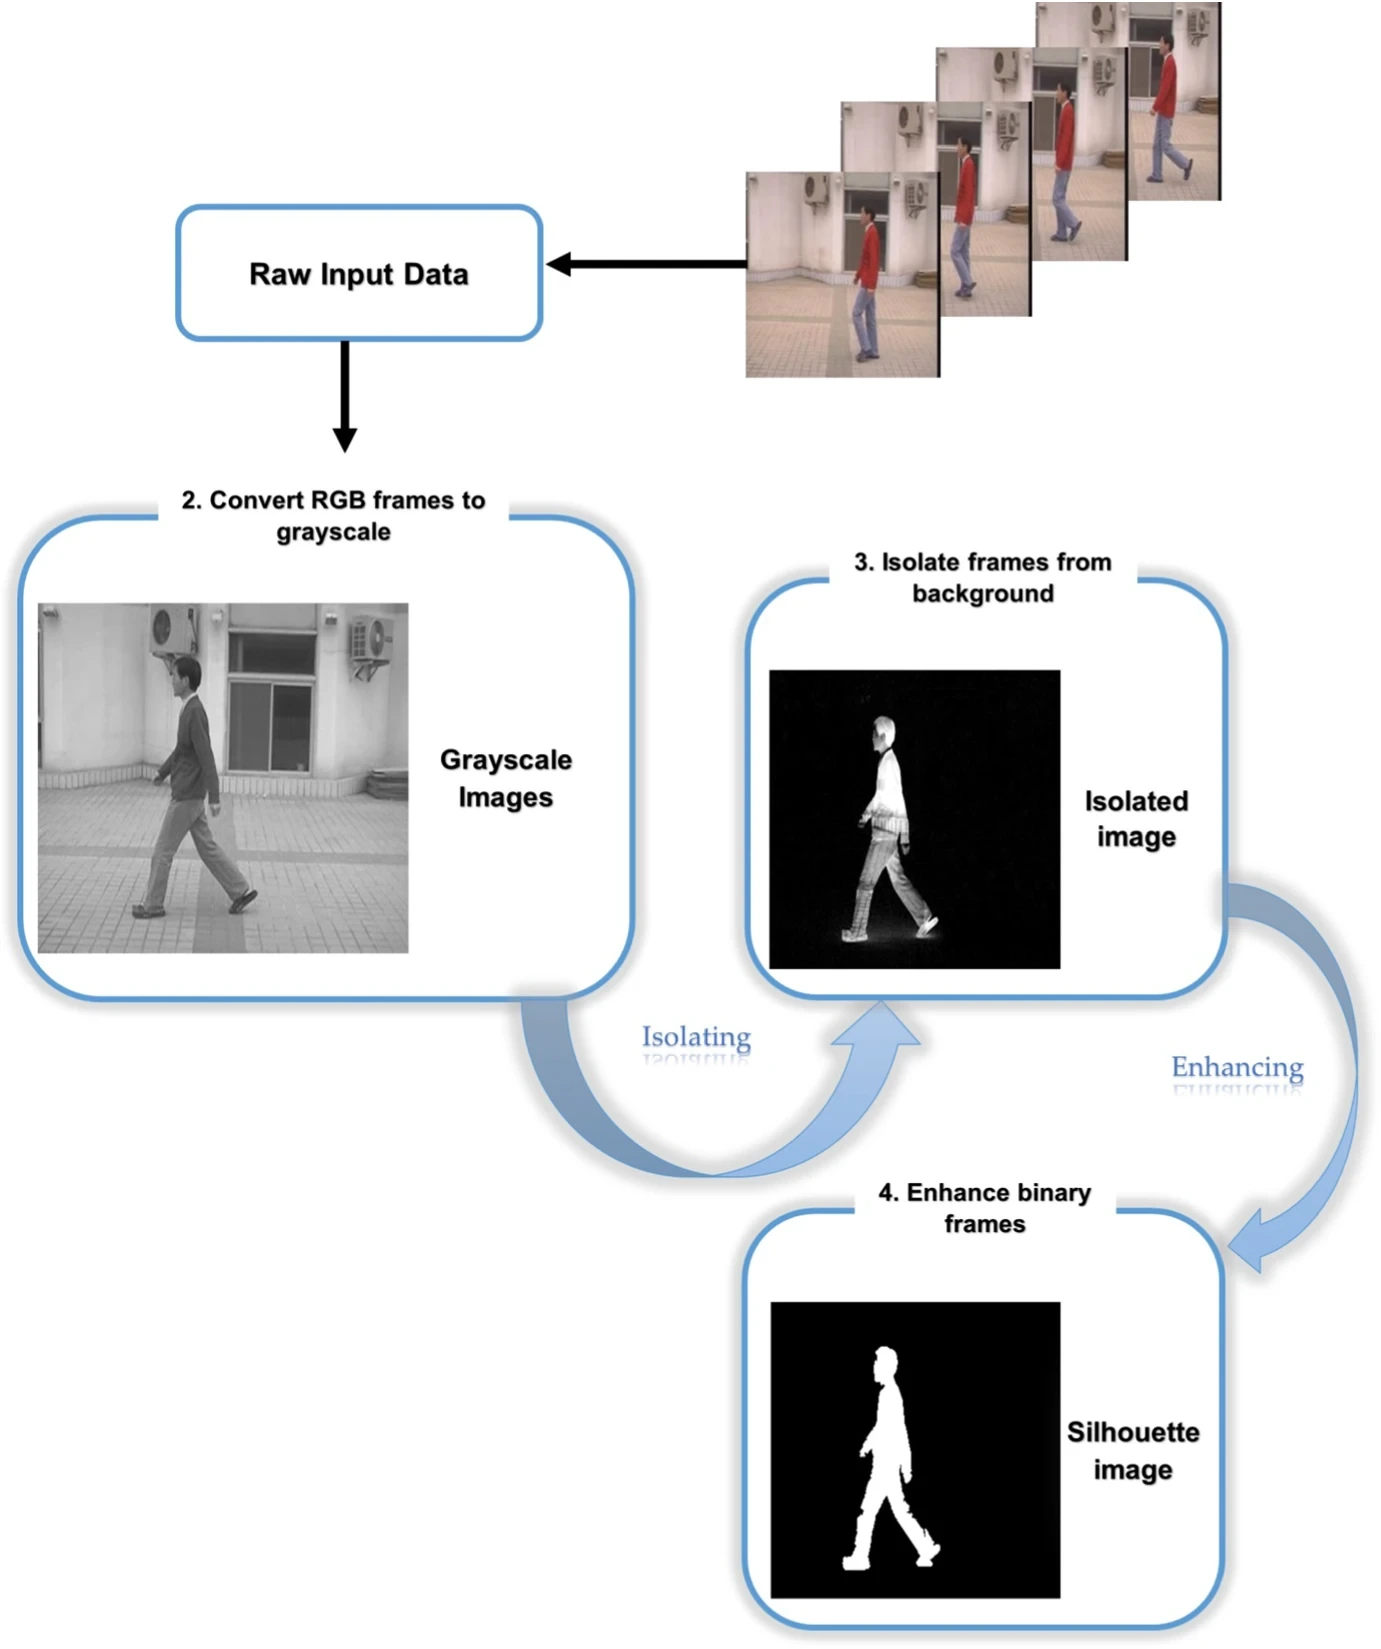 Raw Input Data
2. Convert RGB frames to
grayscale
Grayscale
Images
3. Isolate frames from
background
Isolated
image
Isolating
Enhancing
4. Enhance binary
frames
Silhouette
image